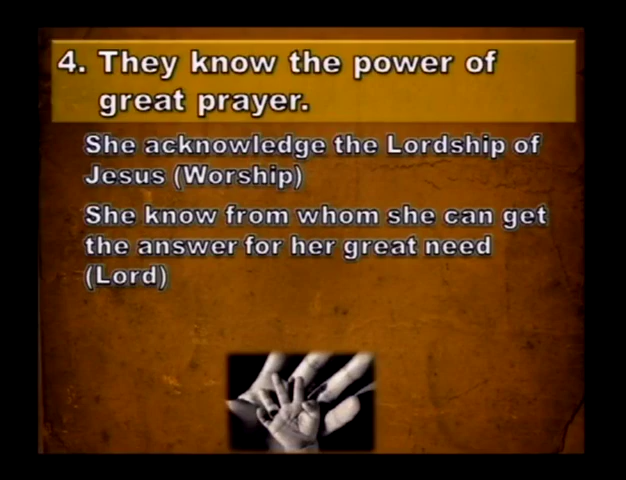 4. They know the power of
great prayer.
She acknowledge the Lordship of
Jesus (Worship)
She know from whom she can get
the answer for her great need
(Lord)